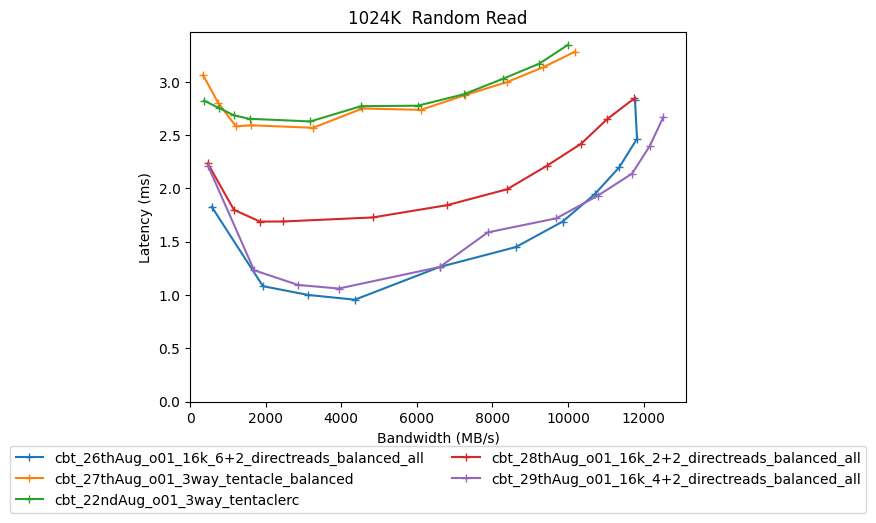 1024K  Random Read
Latency (ms)
3.0
2.5
2.0
1.5
1.0
0.5
0.0
0 2000 4000 6000 8000 10000 12000
Bandwidth (MB/s)
cbt_26thAug_o01_16k_6+2_directreads_balanced_all
cbt_27thAug_o01_3way_tentacle_balanced
cbt_22ndAug_o01_3way_tentaclerc
cbt_28thAug_o01_16k_2+2_directreads_balanced_all
cbt_29thAug_o01_16k_4+2_directreads_balanced_all